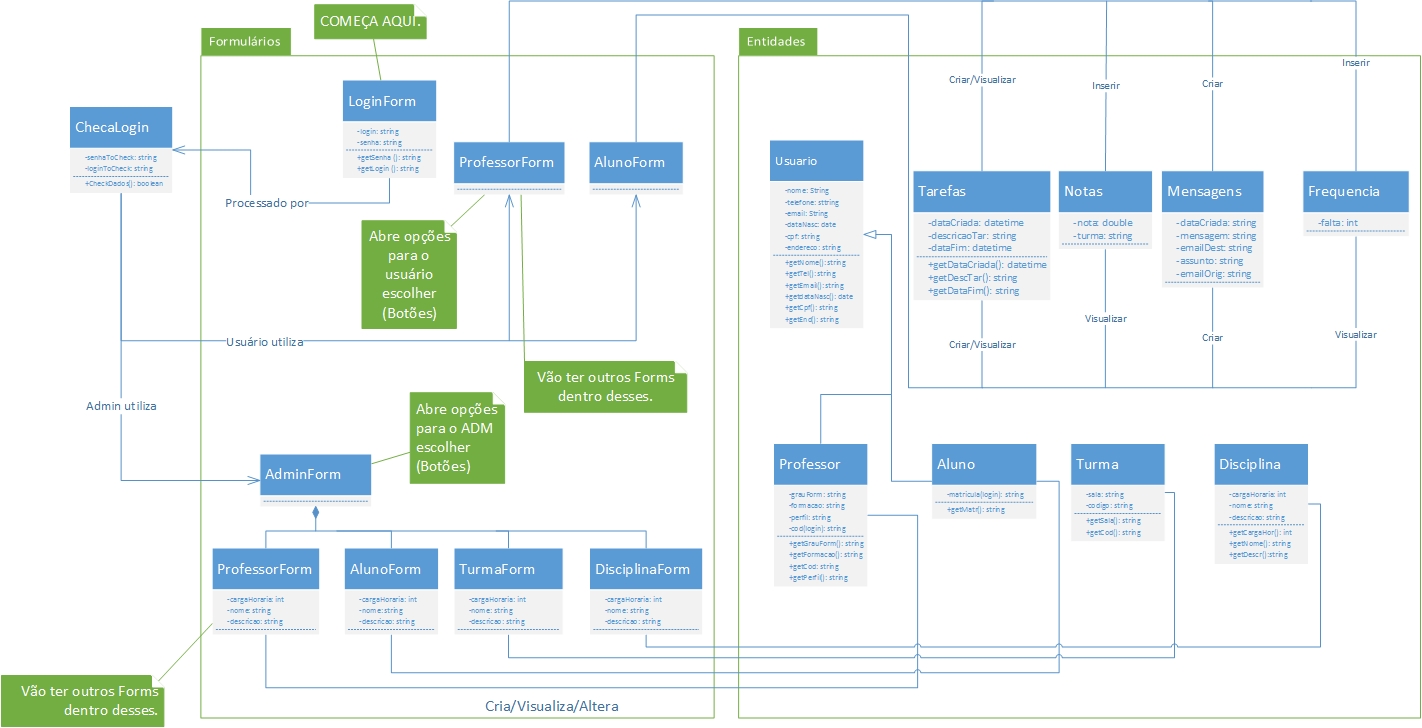 COMEÇA AQUI.
Formulários
LoginForm
-login: string
-senha: string
+getSenha (): string
+getLogin (): string
ChecaLogin
-senhaToCheck: string
-loginToCheck: string
+CheckDados(): boolean
Processado por
ProfessorForm
AlunoForm
Abre opções
para o
usuário
escolher
(Botões)
Usuário utiliza
Vão ter outros Forms
dentro desses.
Admin utiliza
Abre opções
para o ADM
escolher
(Botões)
AdminForm
ProfessorForm
-cargaHoraria: int
-nome: string
-descricao: string
AlunoForm
-cargaHoraria: int
-nome:string
-descricao: string
TurmaForm
-cargaHoraria: int
-nome: string
-descricao: string
DisciplinaForm
-cargaHoraria: int
-nome: string
-descricao: string
Vão ter outros Forms
dentro desses.
Cria/Visualiza/Altera
Entidades
Criar/Visualizar
Inserir
Criar
Inserir
Usuario
-nome: String
-telefone: sttring
-email: String
-dataNasc: date
-cpf: string
-endereco: string
+getNome():string
+getTel(): string
+getEmail(): string
+getdataNasc(): date
+getCpf(): string
+getEnd(): string
Tarefas
-dataCriada: datetime
-descricaoTar: string
-dataFim: datetime
+getDataCriada(): datetime
+getDescTar(): string
+getDataFim(): string
Notas
-nota: double
-turma: string
Mensagens
-dataCriada: string
-mensagem: string
-emailDest: string
-assunto: string
-emailOrig: string
Frequencia
-falta: int
Criar/Visualizar
Visualizar
Criar
Visualizar
Professor
-grauForm: string
-formacao: string
-perfil: string
-cod(login): string
+getGrauForm(): string
+getFormacao(): string
+getCod: string
+getPerfil(): string
Aluno
-matricula(login): string
+getMatr(): string
Turma
-sala: string
-codigo: string
+getSala(): string
+getCod(): string
Disciplina
-cargaHoraria: int
-nome: string
-descricao: string
+getCargaHor(): int
+getNome(): string
+getDescr():string